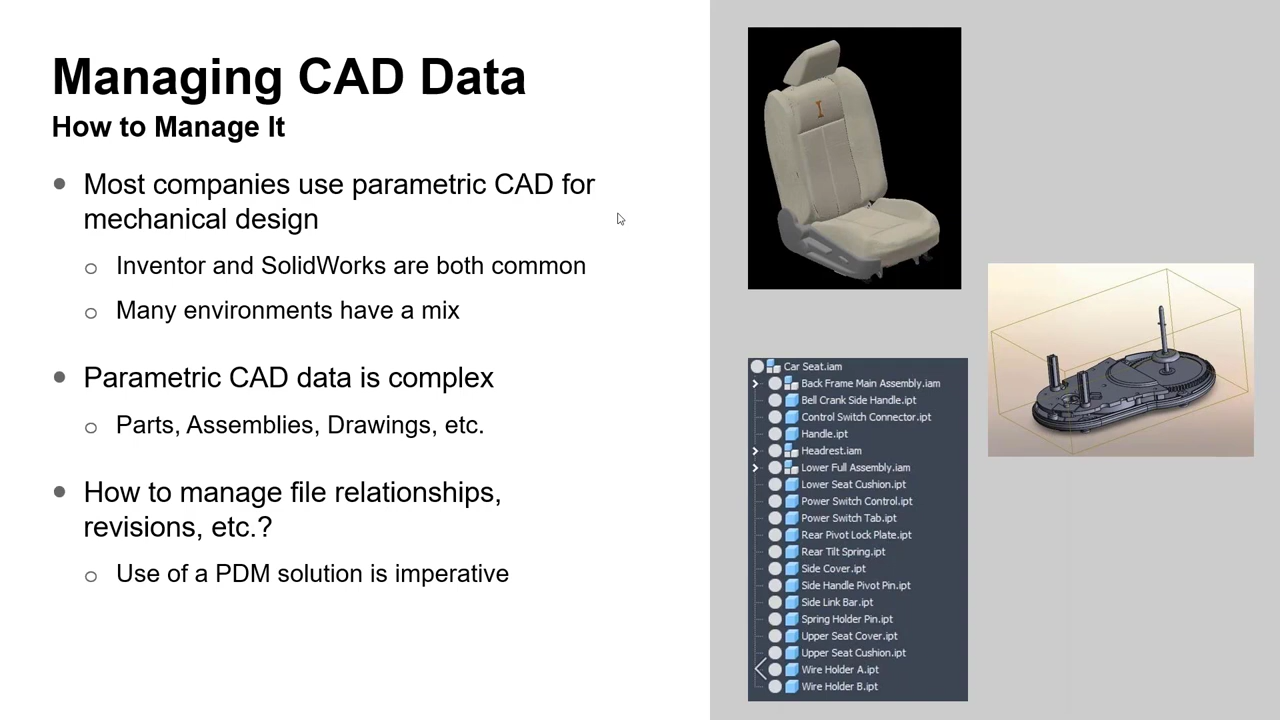 Managing CAD Data
How to Manage It
• Most companies use parametric CAD for
mechanical design
o Inventor and SolidWorks are both common
o Many environments have a mix
• Parametric CAD data is complex
o Parts, Assemblies, Drawings, etc.
• How to manage file relationships,
revisions, etc.?
o Use of a PDM solution is imperative
Car Seat.iam
Back Frame Main Assembly.iam
Bell Crank Side Handle.ipt
Control Switch Connector.ipt
Handle.ipt
Headrest.iam
Lower Full Assembly.iam
Lower Seat Cushion.ipt
Power Switch Control.ipt
Power Switch Tab.ipt
Rear Pivot Lock Plate.ipt
Rear Tilt Spring.ipt
Side Cover.ipt
Side Handle Pivot Pin.ipt
Side Link Bar.ipt
Spring Holder Pin.ipt
Upper Seat Cover.ipt
Upper Seat Cushion.ipt
Wire Holder A.ipt
Wire Holder B.ipt